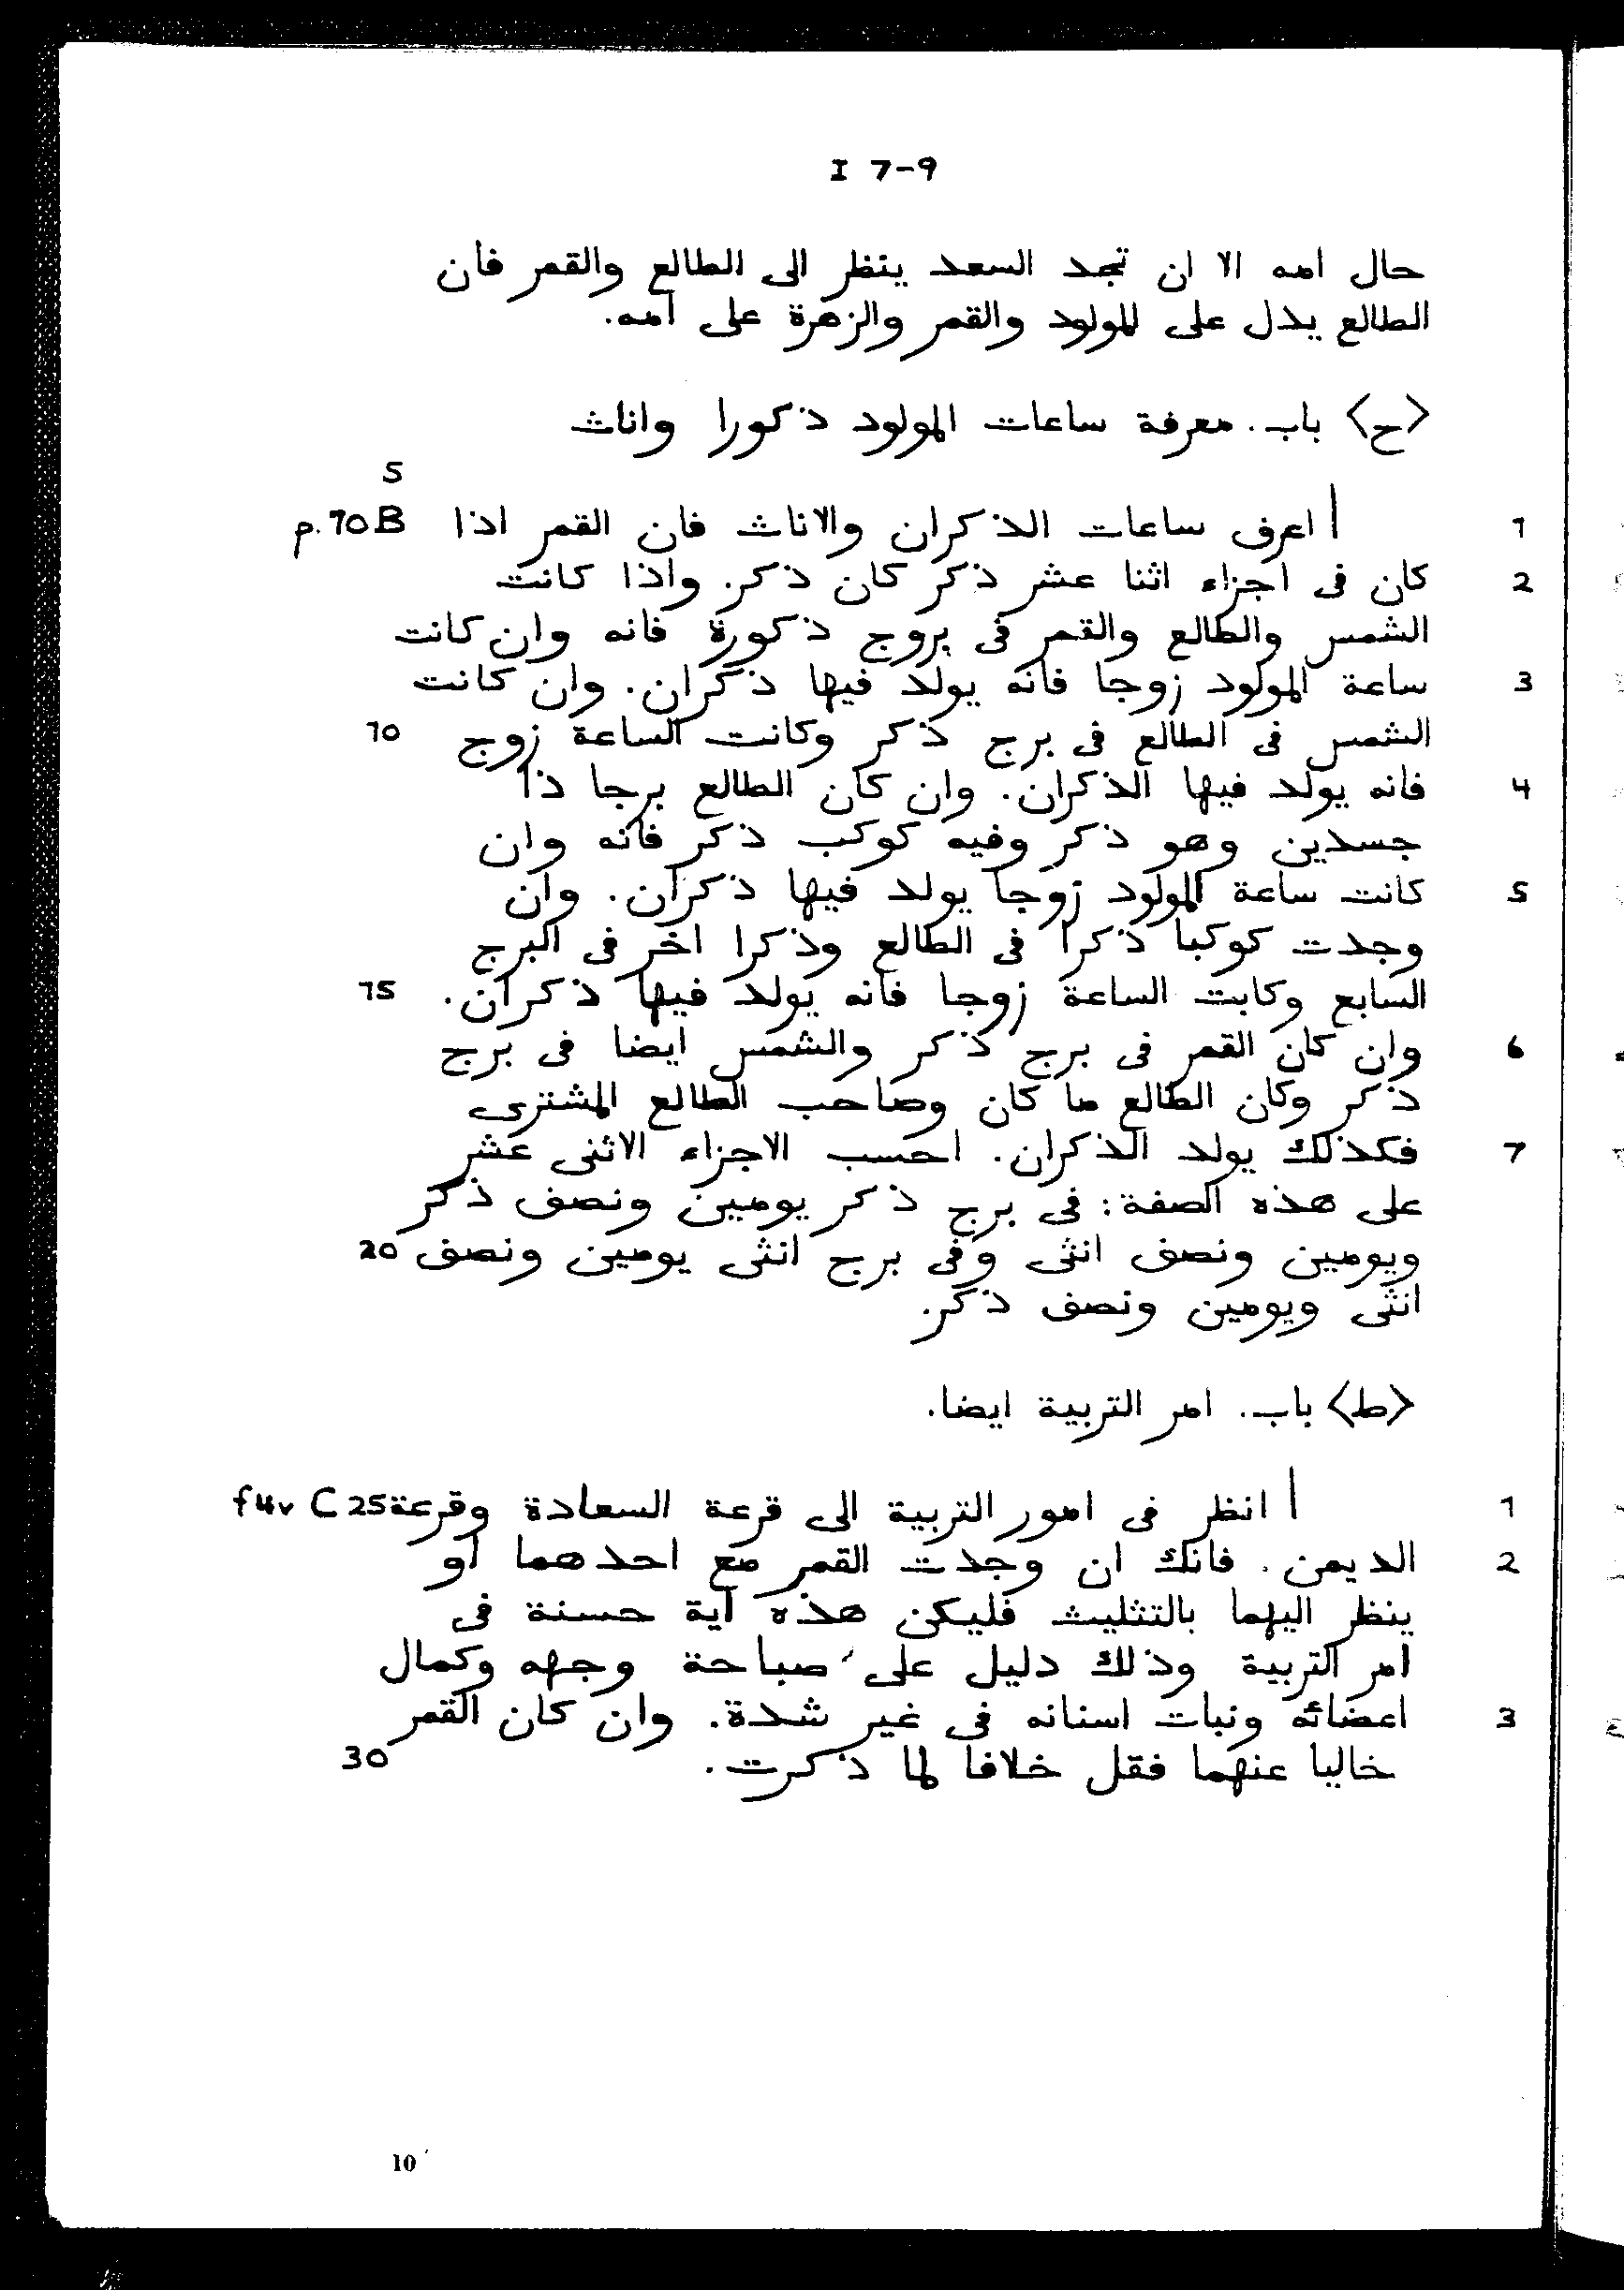 I 7-9
حال امه الا ان تجد السعد ينظر الى الطالع والقمر فان
الطالع يدل على المولود والقمر والزهرة على امه.
<ح> باب. معرفة ساعات المولود ذكورا واناث
5
1 | اعرف ساعات الذكران والاناث فان القمر اذا p. 70 B
2 كان فى اجزاء اثنا عشر ذكر كان ذكر. واذا كانت
الشمس والطالع والقمر فى بروج ذكورة فانه وان كانت
3 ساعة المولود زوجا فانه يولد فيها ذكران. وان كانت
الشمس فى الطالع فى برج ذكر وكانت الساعة زوج 10
4 فانه يولد فيها الذكران. وان كان الطالع برجا ذا
جسدين وهو ذكر وفيه كوكب ذكر فانه وان
5 كانت ساعة المولود زوجا يولد فيها ذكران. وان
وجدت كوكبا ذكرا فى الطالع وذكرا اخر فى البرج
السابع وكابت الساعة زوجا فانه يولد فيها ذكران. 15
6 وان كان القمر فى برج ذكر والشمس ايضا فى برج
ذكر وكان الطالع ما كان وصاحب الطالع المشترى
7 فكذلك يولد الذكران. احسب الاجزاء الاثنى عشر
على هذه الصفة: فى برج ذكر يومين ونصف ذكر
ويومين ونصف انثى وفى برج انثى يومين ونصف 20
انثى ويومين ونصف ذكر.
<ط> باب. امر التربية ايضا.
1 | انظر فى امور التربية الى قرعة السعادة وقرعة 25 f4v C
2 الديمن. فانك ان وجدت القمر مع احدهما او
ينظر اليهما بالتثليث فليكن هذه آية حسنة فى
امر التربية وذلك دليل على صباحة وجهه وكمال
3 اعضائه ونبات اسنانه فى غير شدة. وان كان القمر
خاليا عنهما فقل خلافا لما ذكرت. 30
10